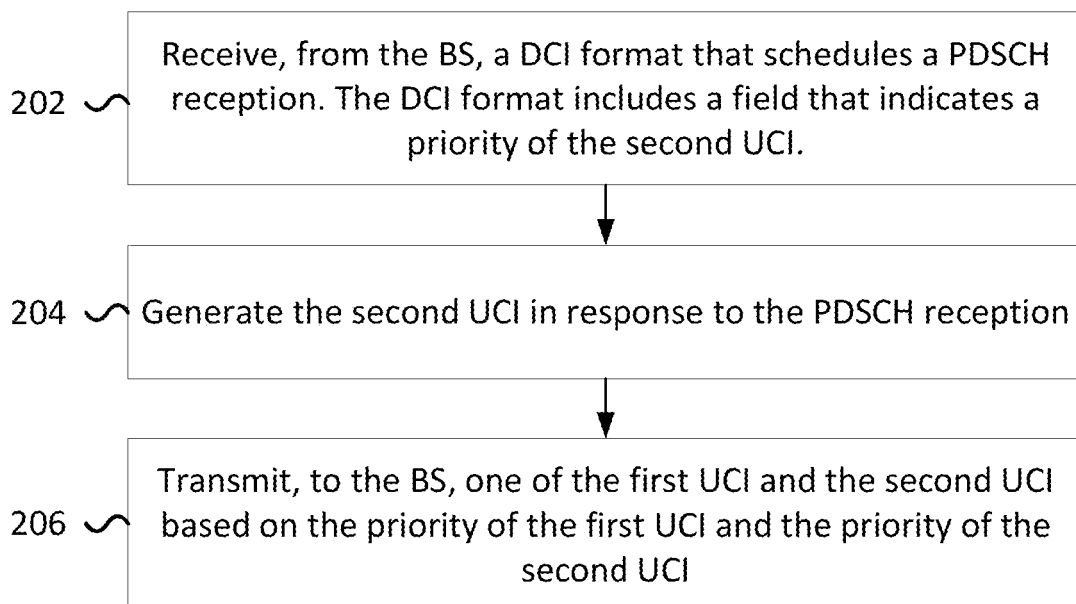 Receive, from the BS, a DCI format that schedules a PDSCH
202 reception. The DCI format includes a field that indicates a
priority of the second UCI.
204 Generate the second UCI in response to the PDSCH reception
Transmit, to the BS, one of the first UCI and the second UCI
206 based on the priority of the first UCI and the priority of the
second UCI